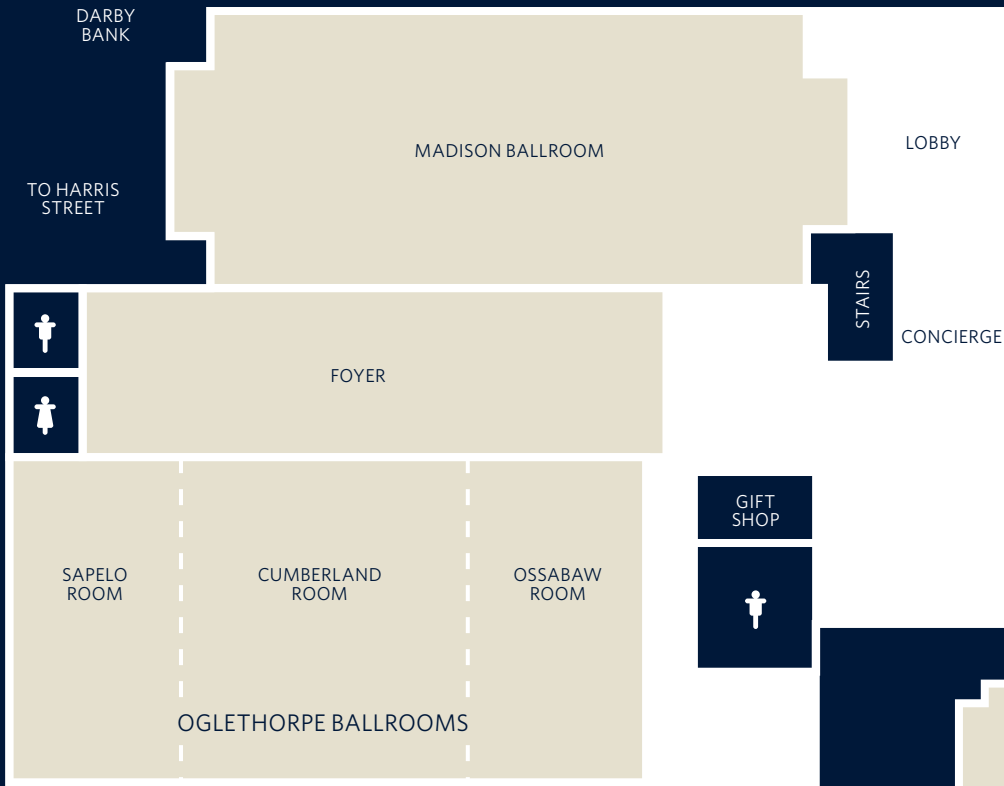 DARBY
BANK
MADISON BALLROOM
LOBBY
TO HARRIS
STREET
STAIRS
CONCIERGE
FOYER
GIFT
SHOP
SAPELO
ROOM
CUMBERLAND
ROOM
OSSABAW
ROOM
OGLETHORPE BALLROOMS